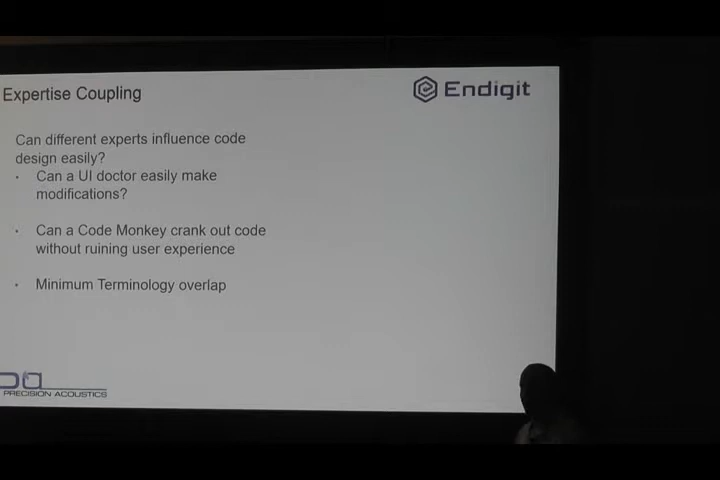 Expertise Coupling
Endigit
Can different experts influence code
design easily?
• Can a UI doctor easily make
modifications?
• Can a Code Monkey crank out code
without ruining user experience
• Minimum Terminology overlap
PRECISION ACOUSTICS